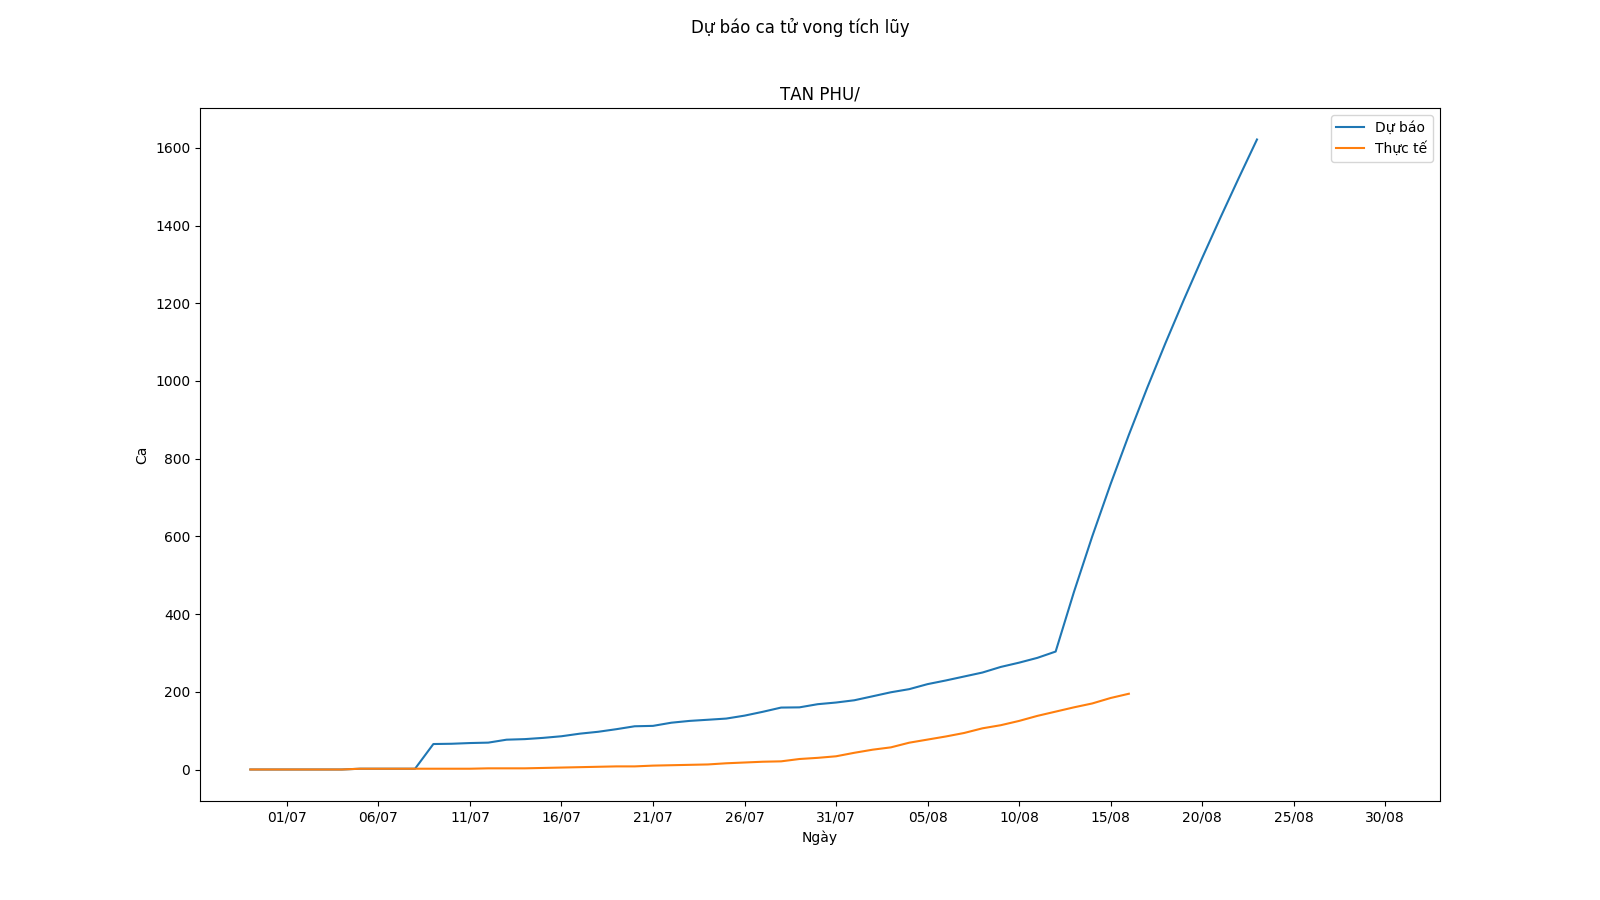 Dự báo ca tử vong tích lũy
TAN PHU/
Dự báo
Thực tế
1600
1400
1200
1000
800
600
400
200
0
Ca
01/07 06/07 11/07 16/07 21/07 26/07 31/07 05/08 10/08 15/08 20/08 25/08 30/08
Ngày